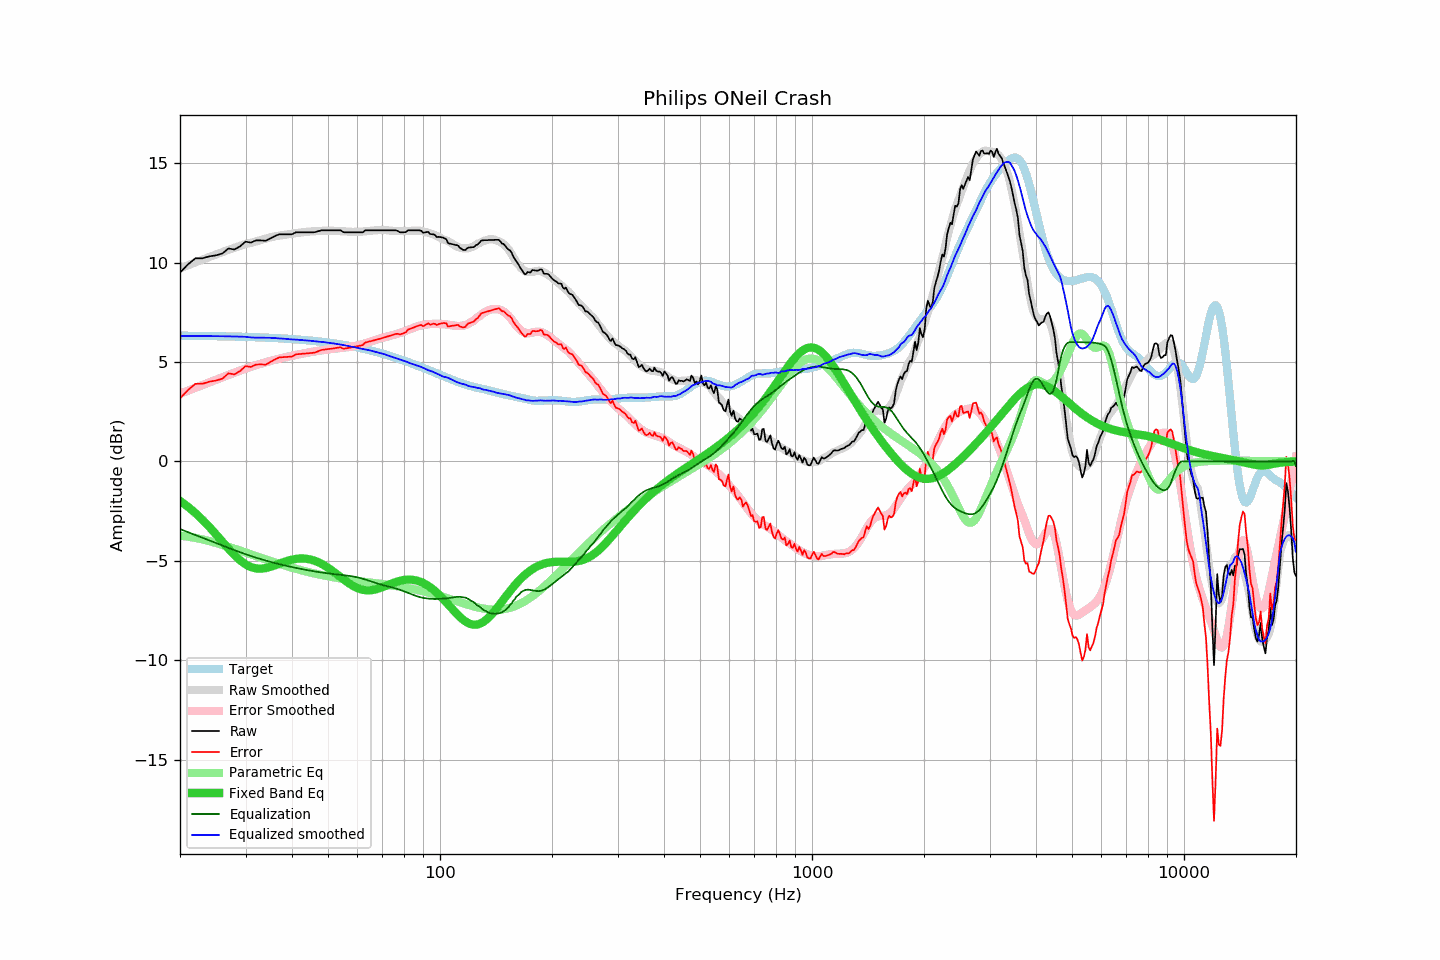 Philips ONeil Crash
Amplitude (dBr)
15
10
5
0
−5
−10
−15
Target
Raw Smoothed
Error Smoothed
Raw
Error
Parametric Eq
Fixed Band Eq
Equalization
Equalized smoothed
100 1000 10000
Frequency (Hz)